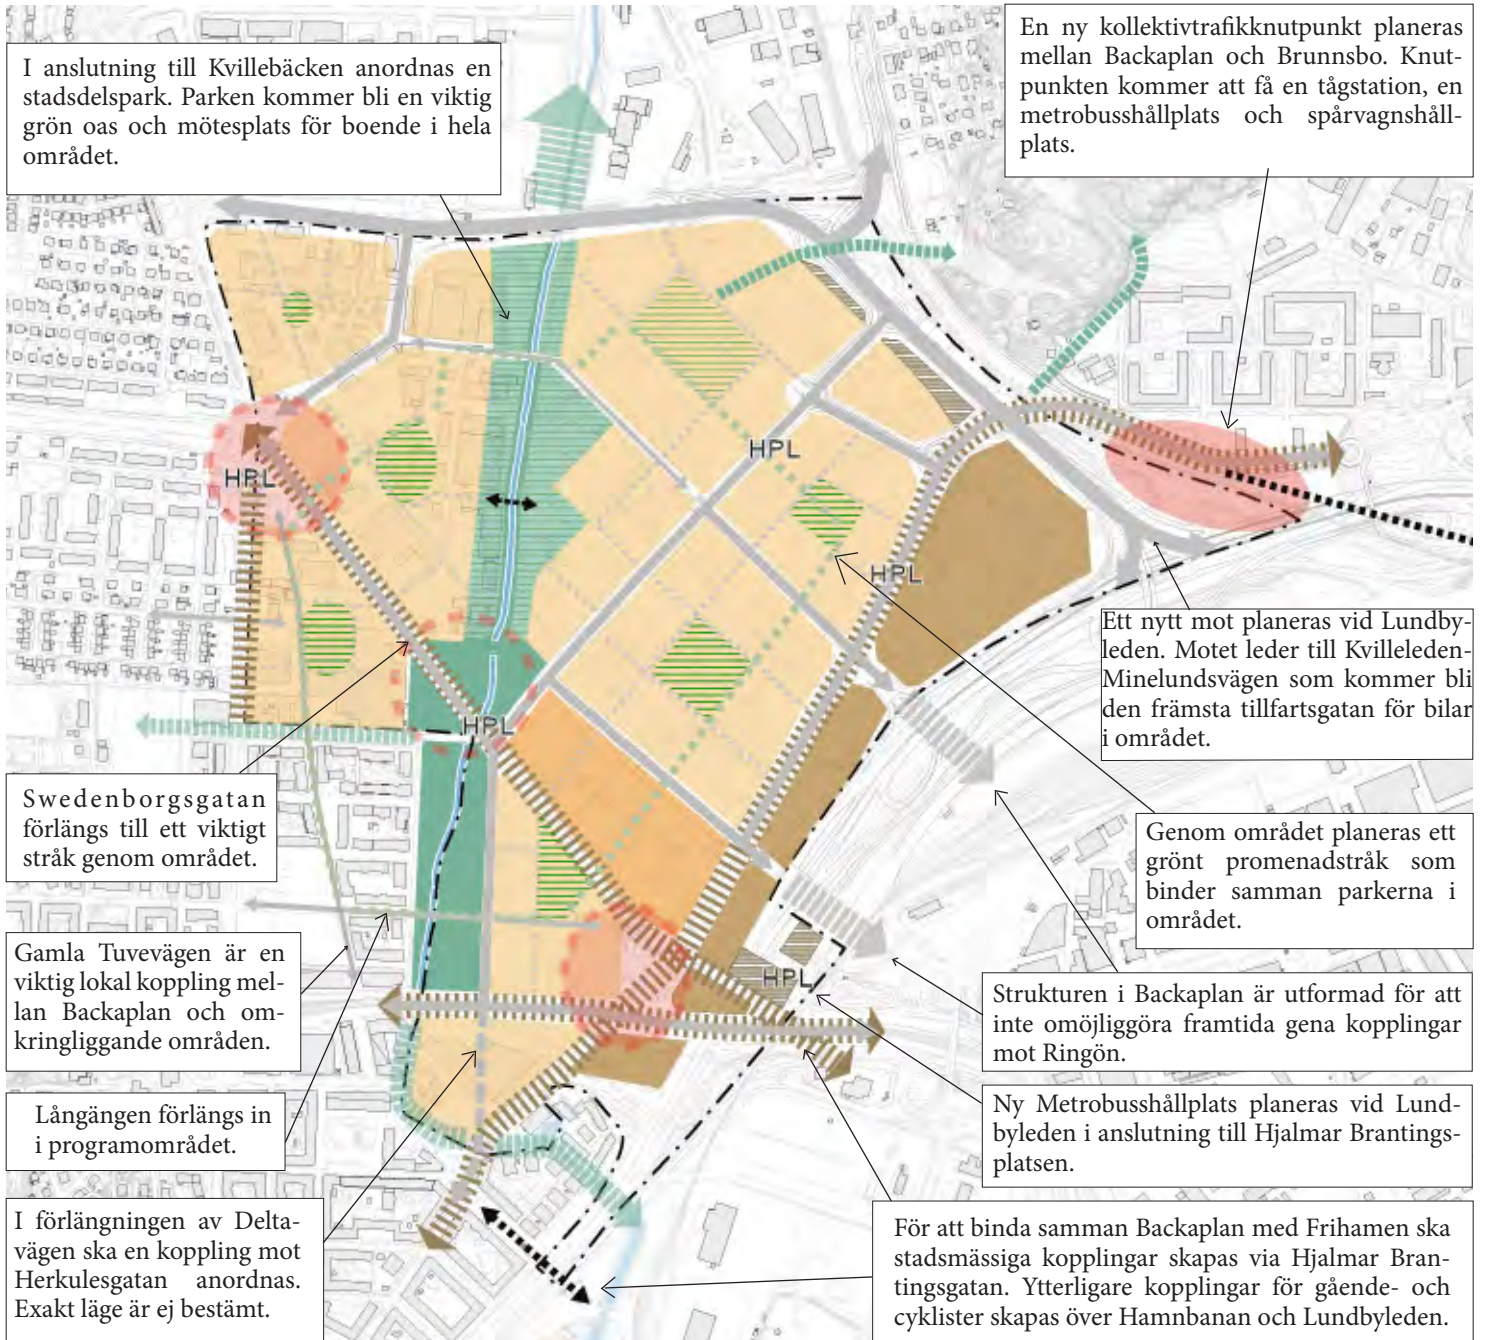 I anslutning till Kvillebäcken anordnas en
stadsdelspark. Parken kommer bli en viktig
grön oas och mötesplats för boende i hela
området.
En ny kollektivtrafikknutpunkt planeras
mellan Backaplan och Brunnsbo. Knut-
punkten kommer att få en tågstation, en
metrobusshållplats och spårvagnshåll-
plats.
HPL
HPL
HPL
HPL
HPL
Ett nytt mot planeras vid Lundby-
leden. Motet leder till Kvilleleden-
Minelundsvägen som kommer bli
den främsta tillfartsgatan för bilar
i området.
Swedenborgsgatan
förlängs till ett viktigt
stråk genom området.
Genom området planeras ett
grönt promenadstråk som
binder samman parkerna i
området.
Gamla Tuvevägen är en
viktig lokal koppling mel-
lan Backaplan och om-
kringliggande områden.
Strukturen i Backaplan är utformad för att
inte omöjliggöra framtida gena kopplingar
mot Ringön.
Långängen förlängs in
i programområdet.
Ny Metrobusshållplats planeras vid Lund-
byleden i anslutning till Hjalmar Brantings-
platsen.
I förlängningen av Delta-
vägen ska en koppling mot
Herkulesgatan anordnas.
Exakt läge är ej bestämt.
För att binda samman Backaplan med Frihamen ska
stadsmässiga kopplingar skapas via Hjalmar Bran-
tingsgatan. Ytterligare kopplingar för gående- och
cyklister skapas över Hamnbanan och Lundbyleden.